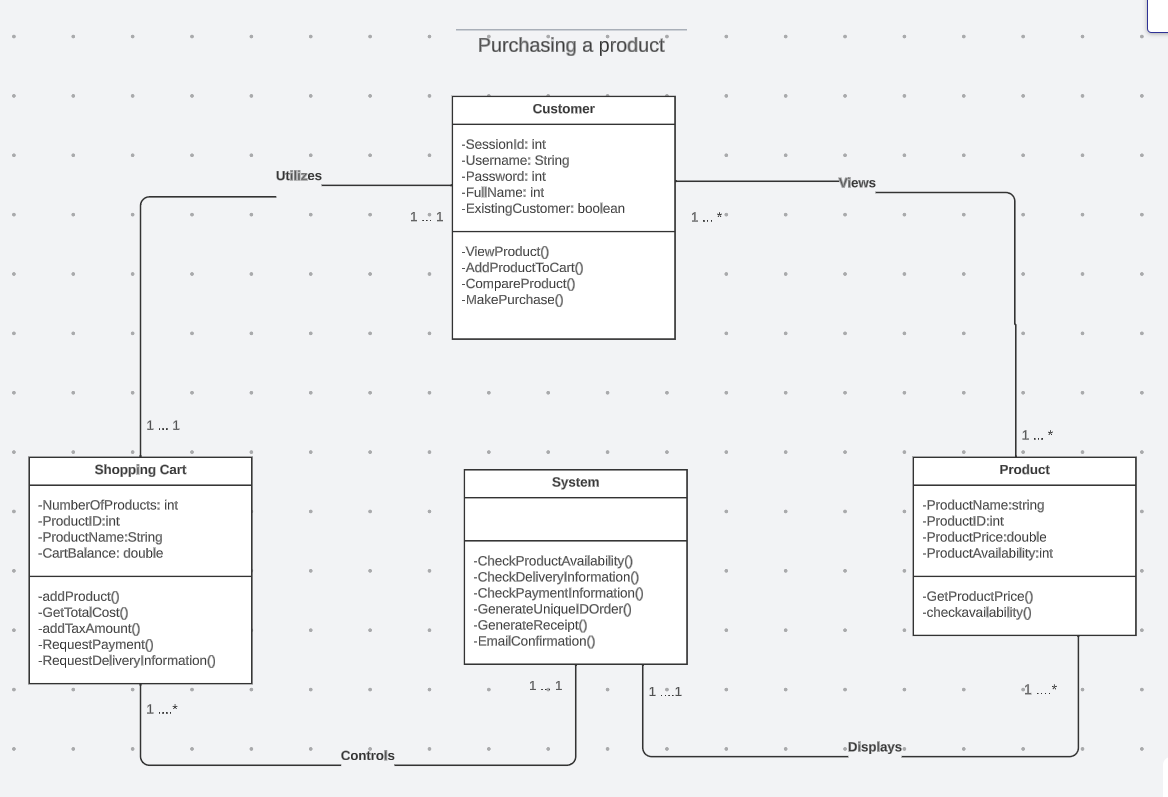 Purchasing a product
Customer
-SessionId: int
-Username: String
-Password: int
-FullName: int
-ExistingCustomer: boolean
-ViewProduct()
-AddProductToCart()
-CompareProduct()
-MakePurchase()
Utilizes
1 ... 1
1 ... 1
Views
1 ... *
1 ... *
Shopping Cart
-NumberOfProducts: int
-ProductID:int
-ProductName:String
-CartBalance: double
-addProduct()
-GetTotalCost()
-addTaxAmount()
-RequestPayment()
-RequestDeliveryInformation()
System
-CheckProductAvailability()
-CheckDeliveryInformation()
-CheckPaymentInformation()
-GenerateUniqueIDOrder()
-GenerateReceipt()
-EmailConfirmation()
Product
-ProductName:string
-ProductID:int
-ProductPrice:double
-ProductAvailability:int
-GetProductPrice()
-checkavailability()
1 ....*
Controls
1 ... 1
1 ....1
Displays
1 ....*